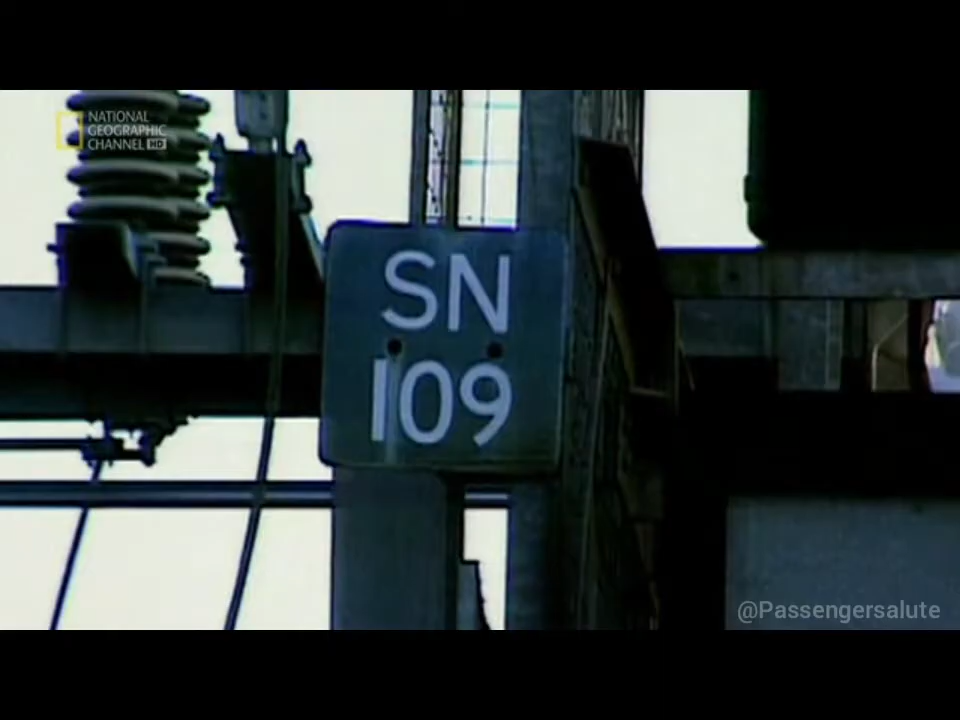 NATIONAL
GEOGRAPHIC
CHANNEL HD
SN
109
@Passengersalute